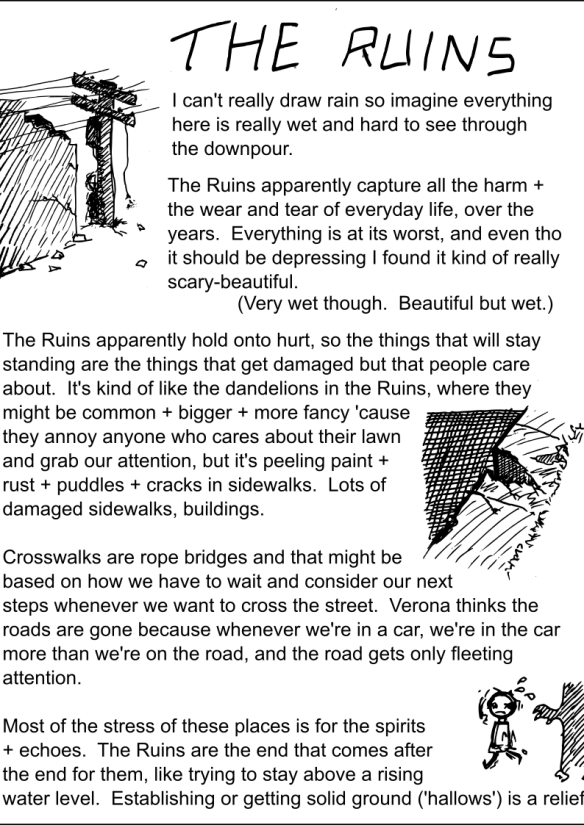 THE RUINS
I can't really draw rain so imagine everything
here is really wet and hard to see through
the downpour.
The Ruins apparently capture all the harm +
the wear and tear of everyday life, over the
years. Everything is at its worst, and even tho
it should be depressing I found it kind of really
scary-beautiful.
(Very wet though. Beautiful but wet.)
The Ruins apparently hold onto hurt, so the things that will stay
standing are the things that get damaged but that people care
about. It's kind of like the dandelions in the Ruins, where they
might be common + bigger + more fancy 'cause
they annoy anyone who cares about their lawn
and grab our attention, but it's peeling paint +
rust + puddles + cracks in sidewalks. Lots of
damaged sidewalks, buildings.
Crosswalks are rope bridges and that might be
based on how we have to wait and consider our next
steps whenever we want to cross the street. Verona thinks the
roads are gone because whenever we're in a car, we're in the car
more than we're on the road, and the road gets only fleeting
attention.
Most of the stress of these places is for the spirits
+ echoes. The Ruins are the end that comes after
the end for them, like trying to stay above a rising
water level. Establishing or getting solid ground ('hallows') is a relief